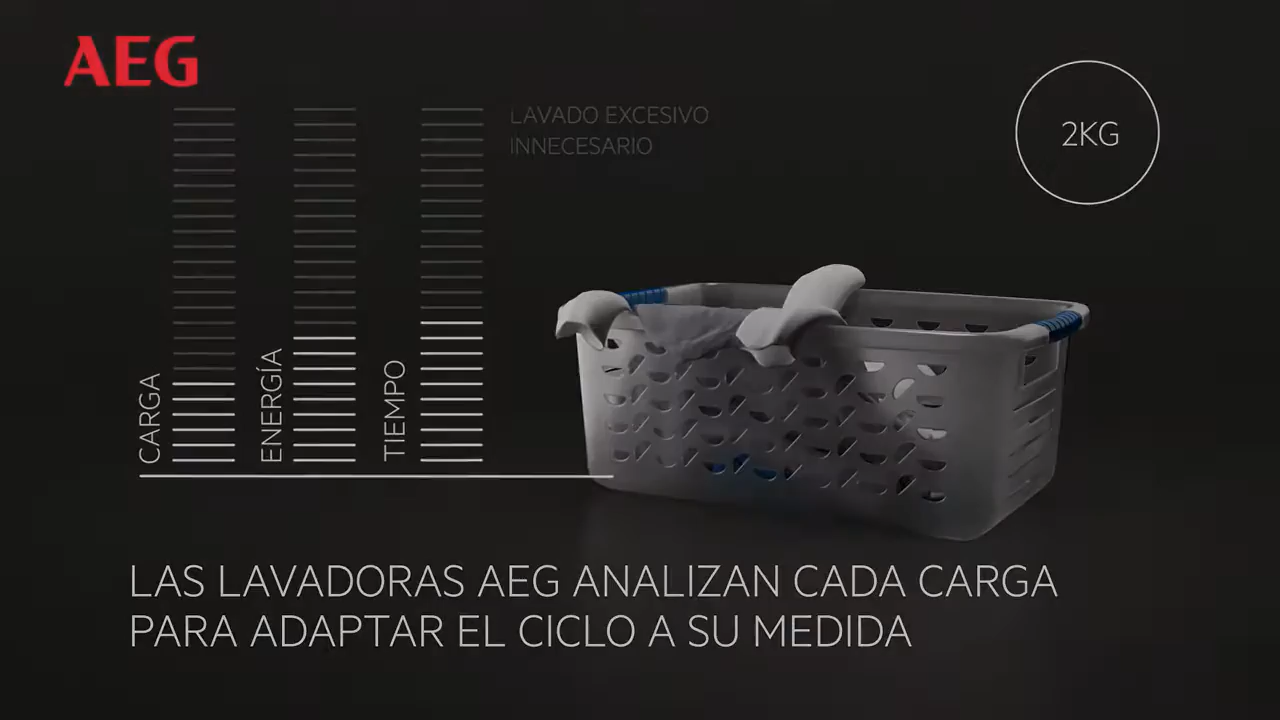 AEG
LAVADO EXCESIVO
INNECESARIO
2KG
CARGA
ENERGÍA
TIEMPO
LAS LAVADORAS AEG ANALIZAN CADA CARGA
PARA ADAPTAR EL CICLO A SU MEDIDA